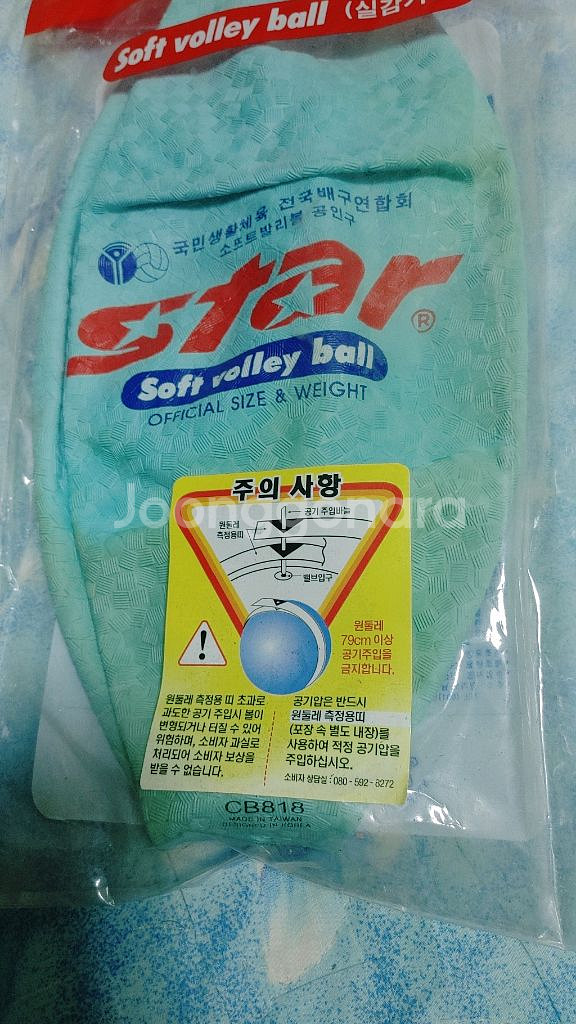 Soft volley ball (실감기
국민생활체육 전국배구연합회
소프트발리볼 공인구
star®
Soft volley ball
OFFICIAL SIZE & WEIGHT
Joonggonara
주의 사항
공기 주입바늘
원둘레
측정용띠
밸브입구
원둘레
79cm 이상
공기주입을
금지합니다.
원둘레 측정용 띠 초과로
과도한 공기 주입시 볼이
변형되거나 터질 수 있어
위험하며, 소비자 과실로
처리되어 소비자 보상을
받을 수 없습니다.
공기압은 반드시
원둘레 측정용띠
(포장 속 별도 내장)를
사용하여 적정 공기압을
주입하십시오.
소비자 상담실 : 080 - 592 - 8272
CB818
MADE IN TAIWAN
DESIGNED IN KOREA